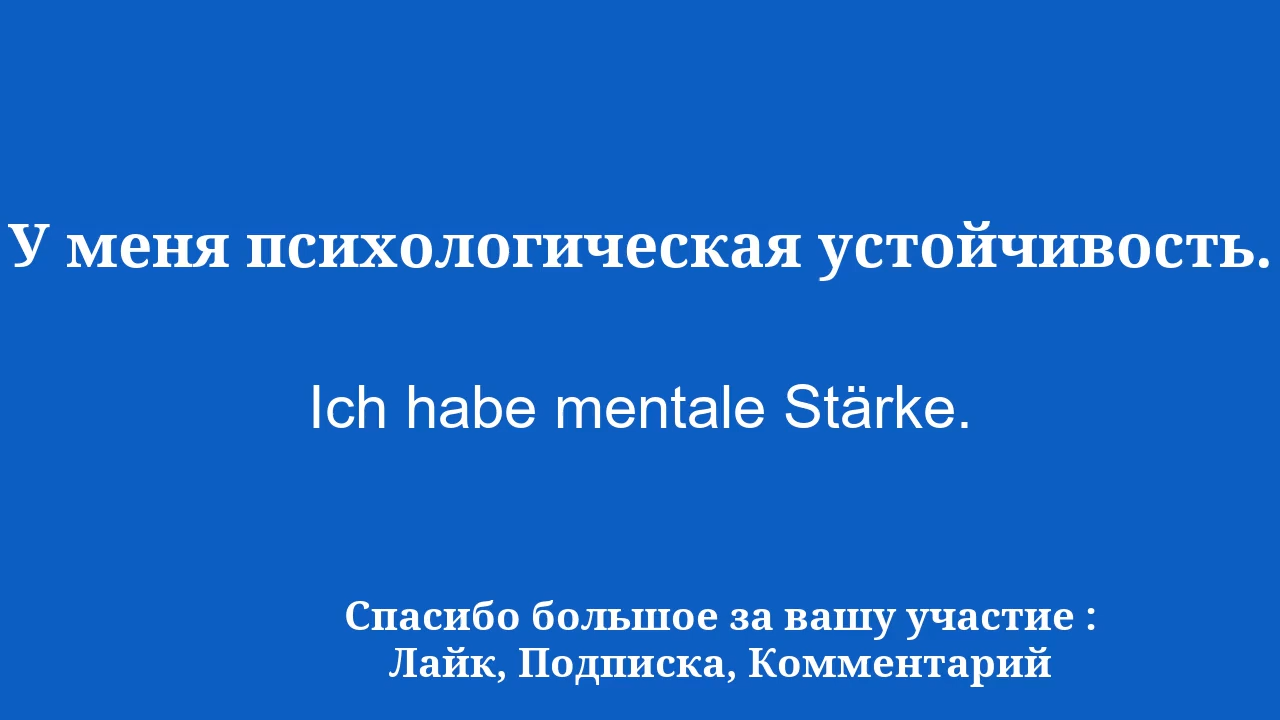 У меня психологическая устойчивость.
Ich habe mentale Stärke.
Спасибо большое за вашу участие :
Лайк, Подписка, Комментарий